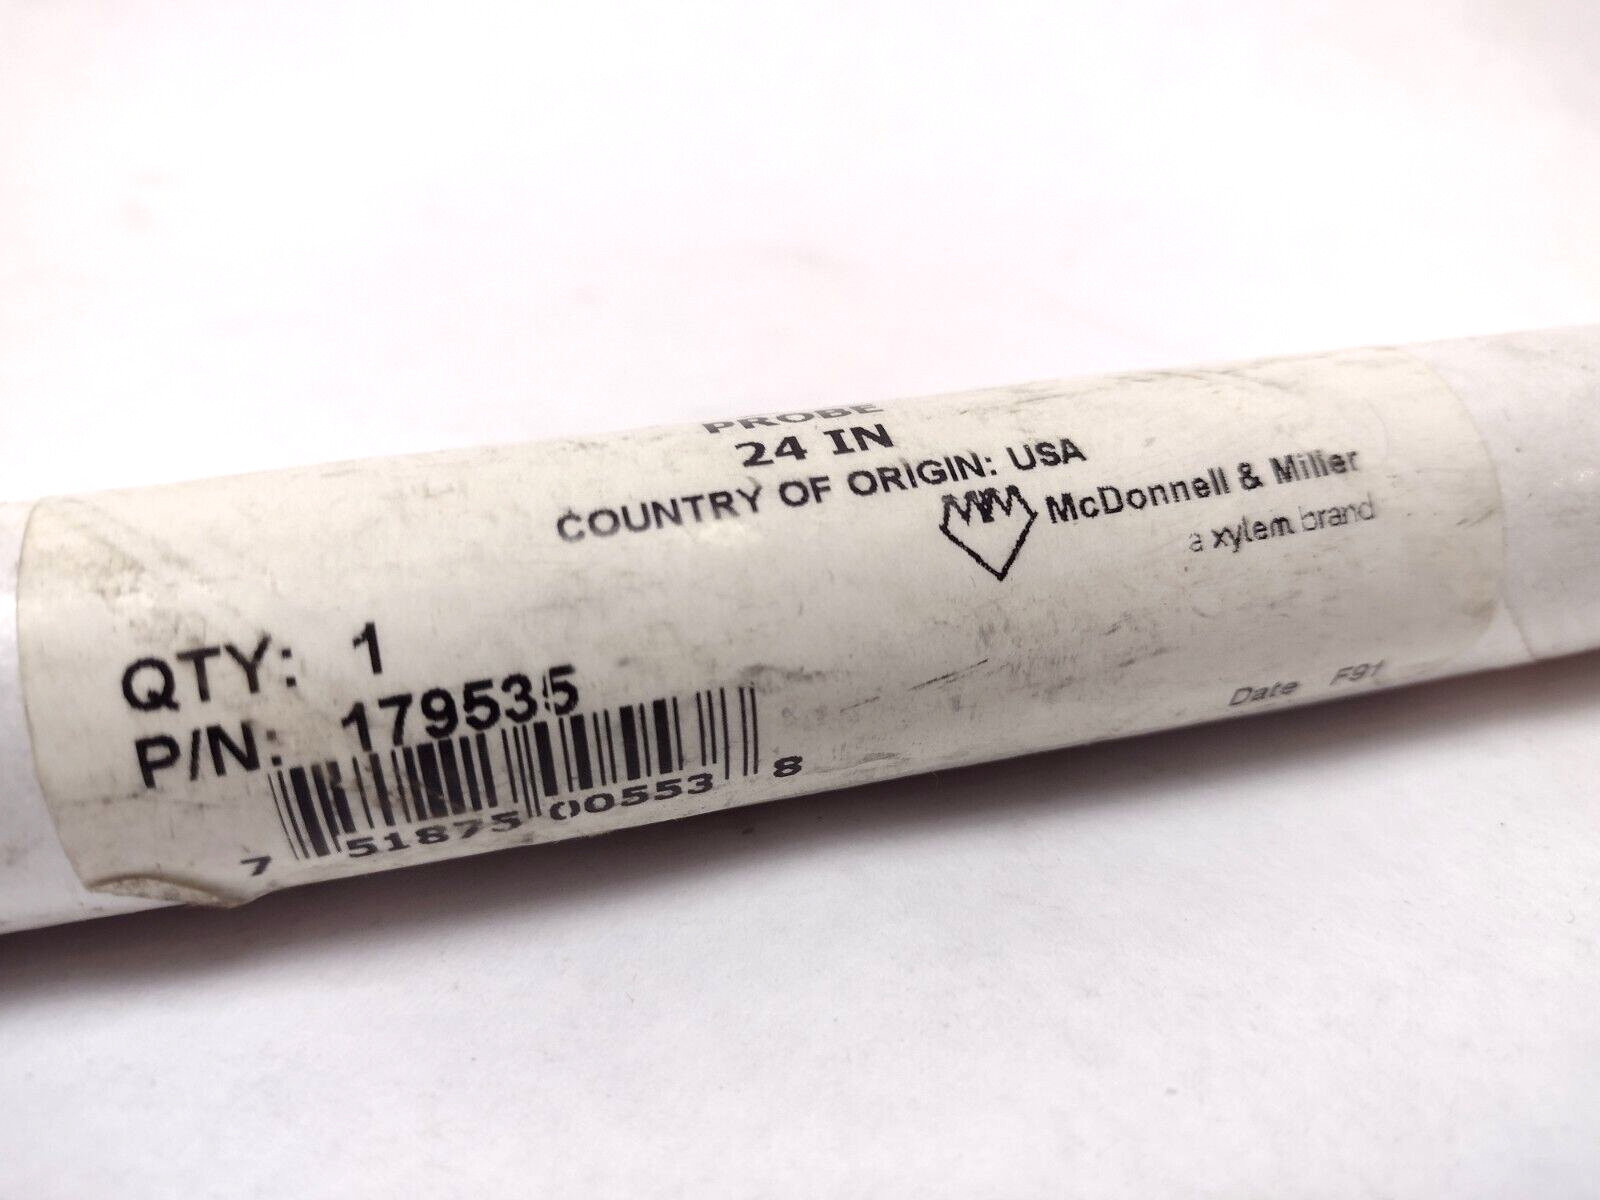 PROBE
24 IN
COUNTRY OF ORIGIN: USA
McDonnell & Miller
a xylem brand
QTY: 1
P/N: 179535
7 51875 00553 8
Date F91